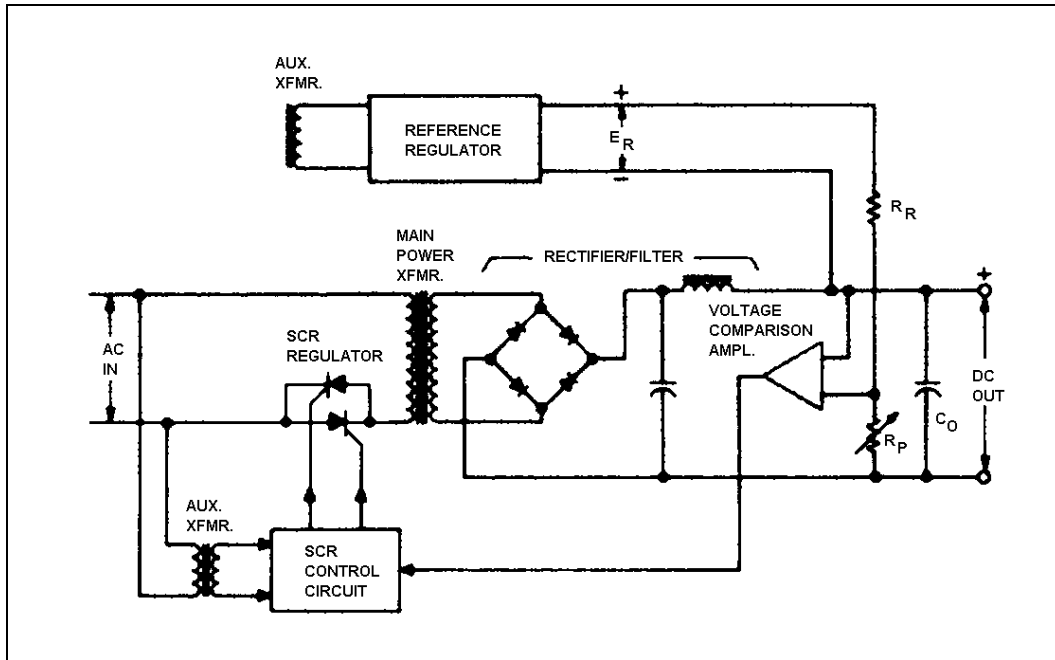 AUX.
XFMR.
REFERENCE
REGULATOR
+
E_R
−
R_R
MAIN
POWER
XFMR.
RECTIFIER/FILTER
+
SCR
REGULATOR
VOLTAGE
COMPARISON
AMPL.
AC
IN
DC
OUT
C_O
R_P
−
AUX.
XFMR.
SCR
CONTROL
CIRCUIT